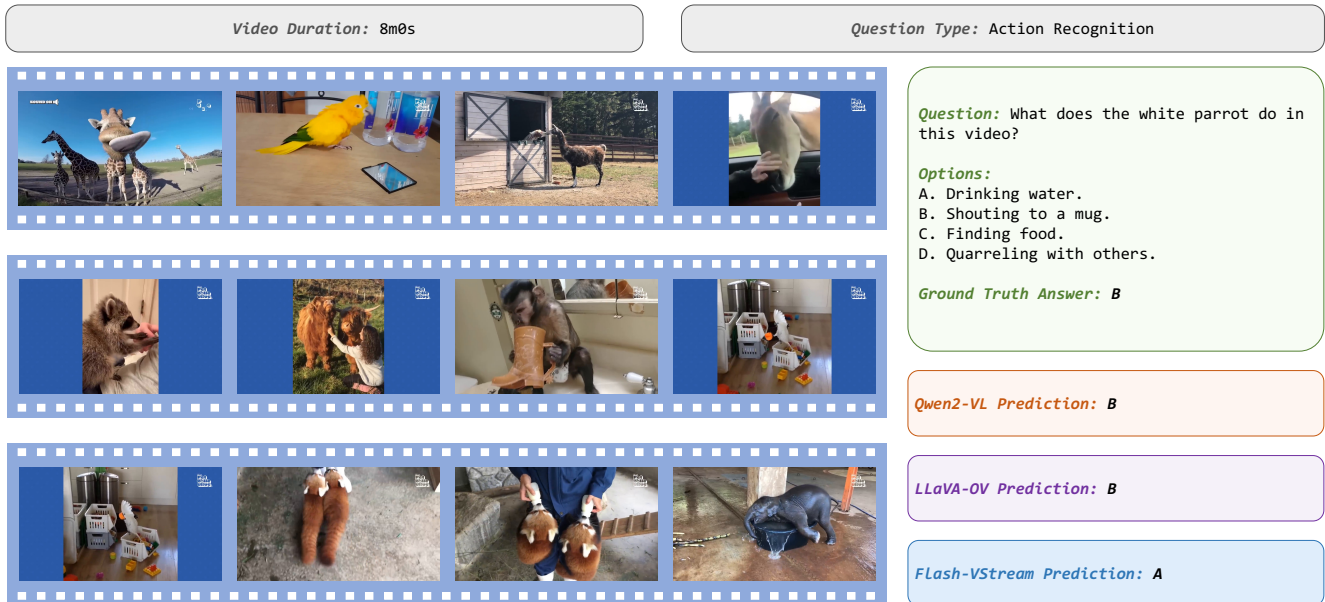 Video Duration: 8m0s
Question Type: Action Recognition
Question: What does the white parrot do in
this video?
Options:
A. Drinking water.
B. Shouting to a mug.
C. Finding food.
D. Quarreling with others.
Ground Truth Answer: B
Qwen2-VL Prediction: B
LLaVA-OV Prediction: B
Flash-VStream Prediction: A